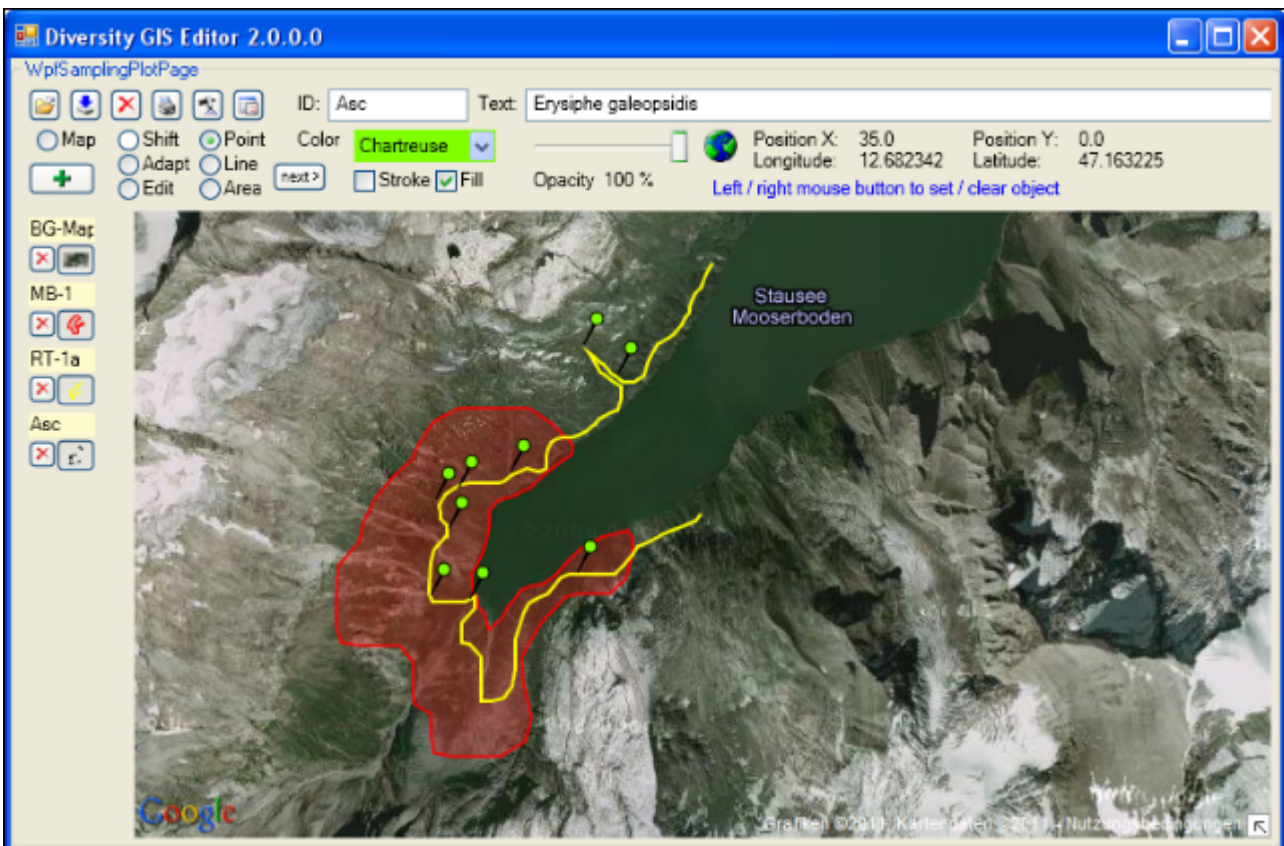 Diversity GIS Editor 2.0.0.0
WpfSamplingPlotPage
ID: Asc Text: Erysiphe galeopsidis
Map Shift Point Color Chartreuse Position X: 35.0 Position Y: 0.0
Adapt Line Longitude: 12.682342 Latitude: 47.163225
Edit Area next > Stroke Fill Opacity 100 % Left / right mouse button to set / clear object
BG-Map
MB-1
RT-1a
Asc
Stausee
Mooserboden
Google
Grafiken ©2011, Kartendaten ©2011 - Nutzungsbedingungen